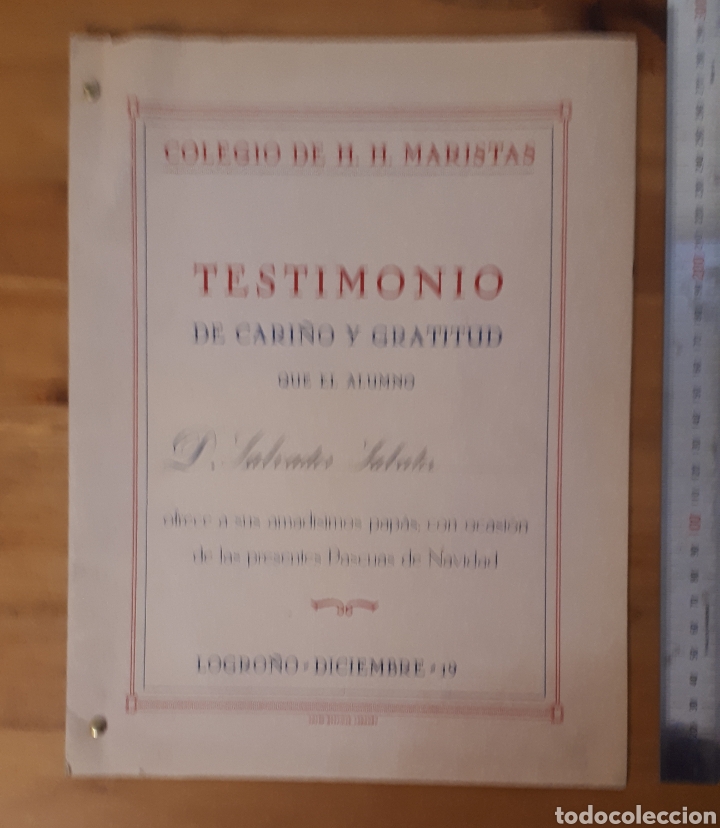 COLEGIO DE H. H. MARISTAS
TESTIMONIO
DE CARIÑO Y GRATITUD
QUE EL ALUMNO
D. Salvador
ofrece a sus amadísimos papás, con ocasión
de las presentes Pascuas de Navidad
LOGROÑO - DICIEMBRE - 19
todocoleccion